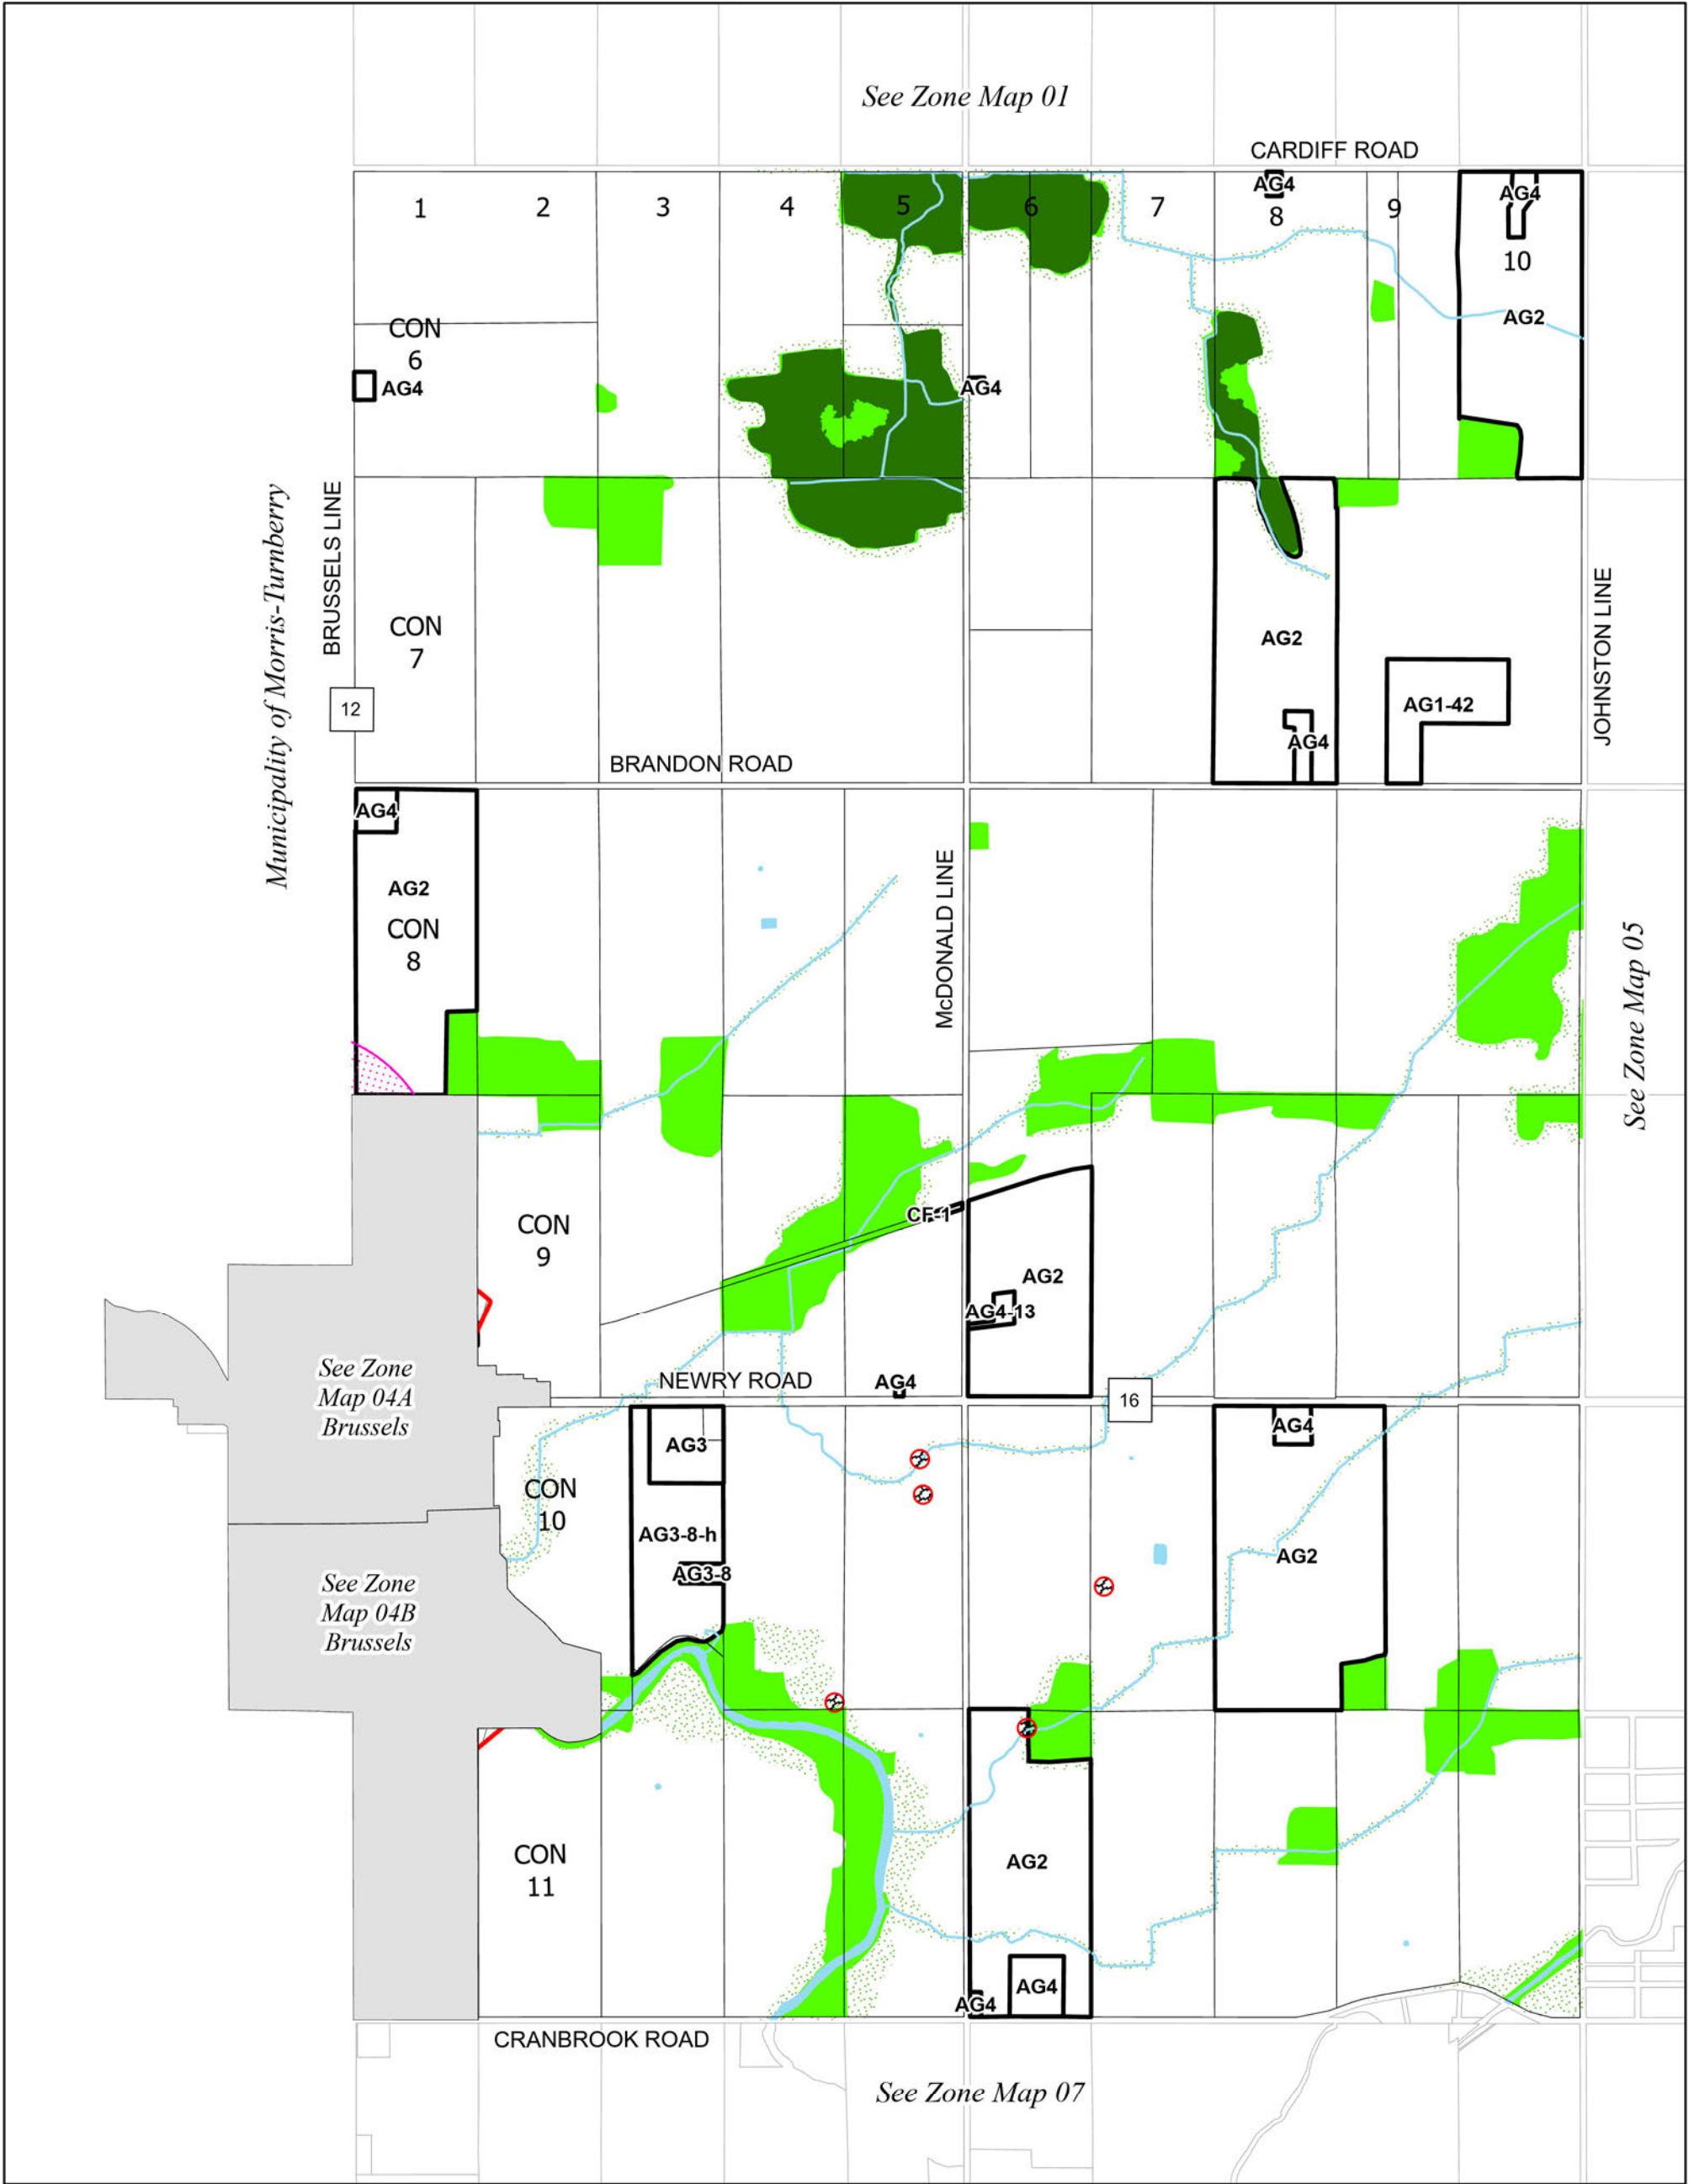 See Zone Map 01
CARDIFF ROAD
1
2
3
4
5
6
7
AG4
8
9
AG4
10
AG2
CON
6
AG4
AG4
Municipality of Morris-Turnberry
BRUSSELS LINE
12
CON
7
AG2
AG4
AG1-42
JOHNSTON LINE
BRANDON ROAD
AG4
AG2
CON
8
McDONALD LINE
See Zone Map 05
CON
9
CF-1
AG2
AG4-13
See Zone
Map 04A
Brussels
NEWRY ROAD
AG4
16
AG3
AG4
CON
10
AG3-8-h
AG3-8
AG2
See Zone
Map 04B
Brussels
CON
11
AG2
AG4
AG4
CRANBROOK ROAD
See Zone Map 07